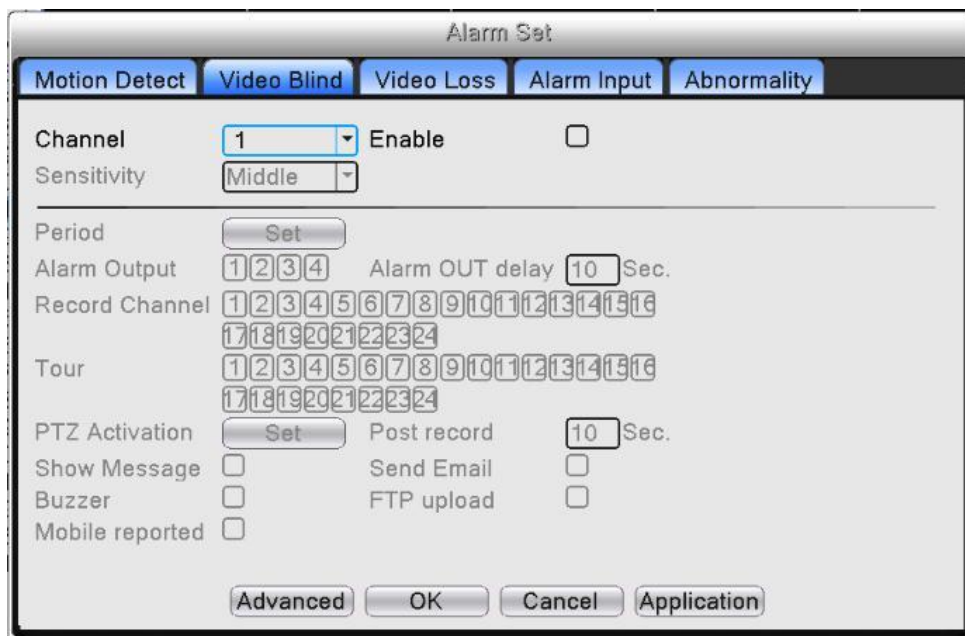 Alarm Set
Motion Detect Video Blind Video Loss Alarm Input Abnormality
Channel 1 Enable
Sensitivity Middle
Period Set
Alarm Output 1 2 3 4 Alarm OUT delay 10 Sec.
Record Channel 1 2 3 4 5 6 7 8 9 10 11 12 13 14 15 16
17 18 19 20 21 22 23 24
Tour 1 2 3 4 5 6 7 8 9 10 11 12 13 14 15 16
17 18 19 20 21 22 23 24
PTZ Activation Set Post record 10 Sec.
Show Message Send Email
Buzzer FTP upload
Mobile reported
Advanced OK Cancel Application